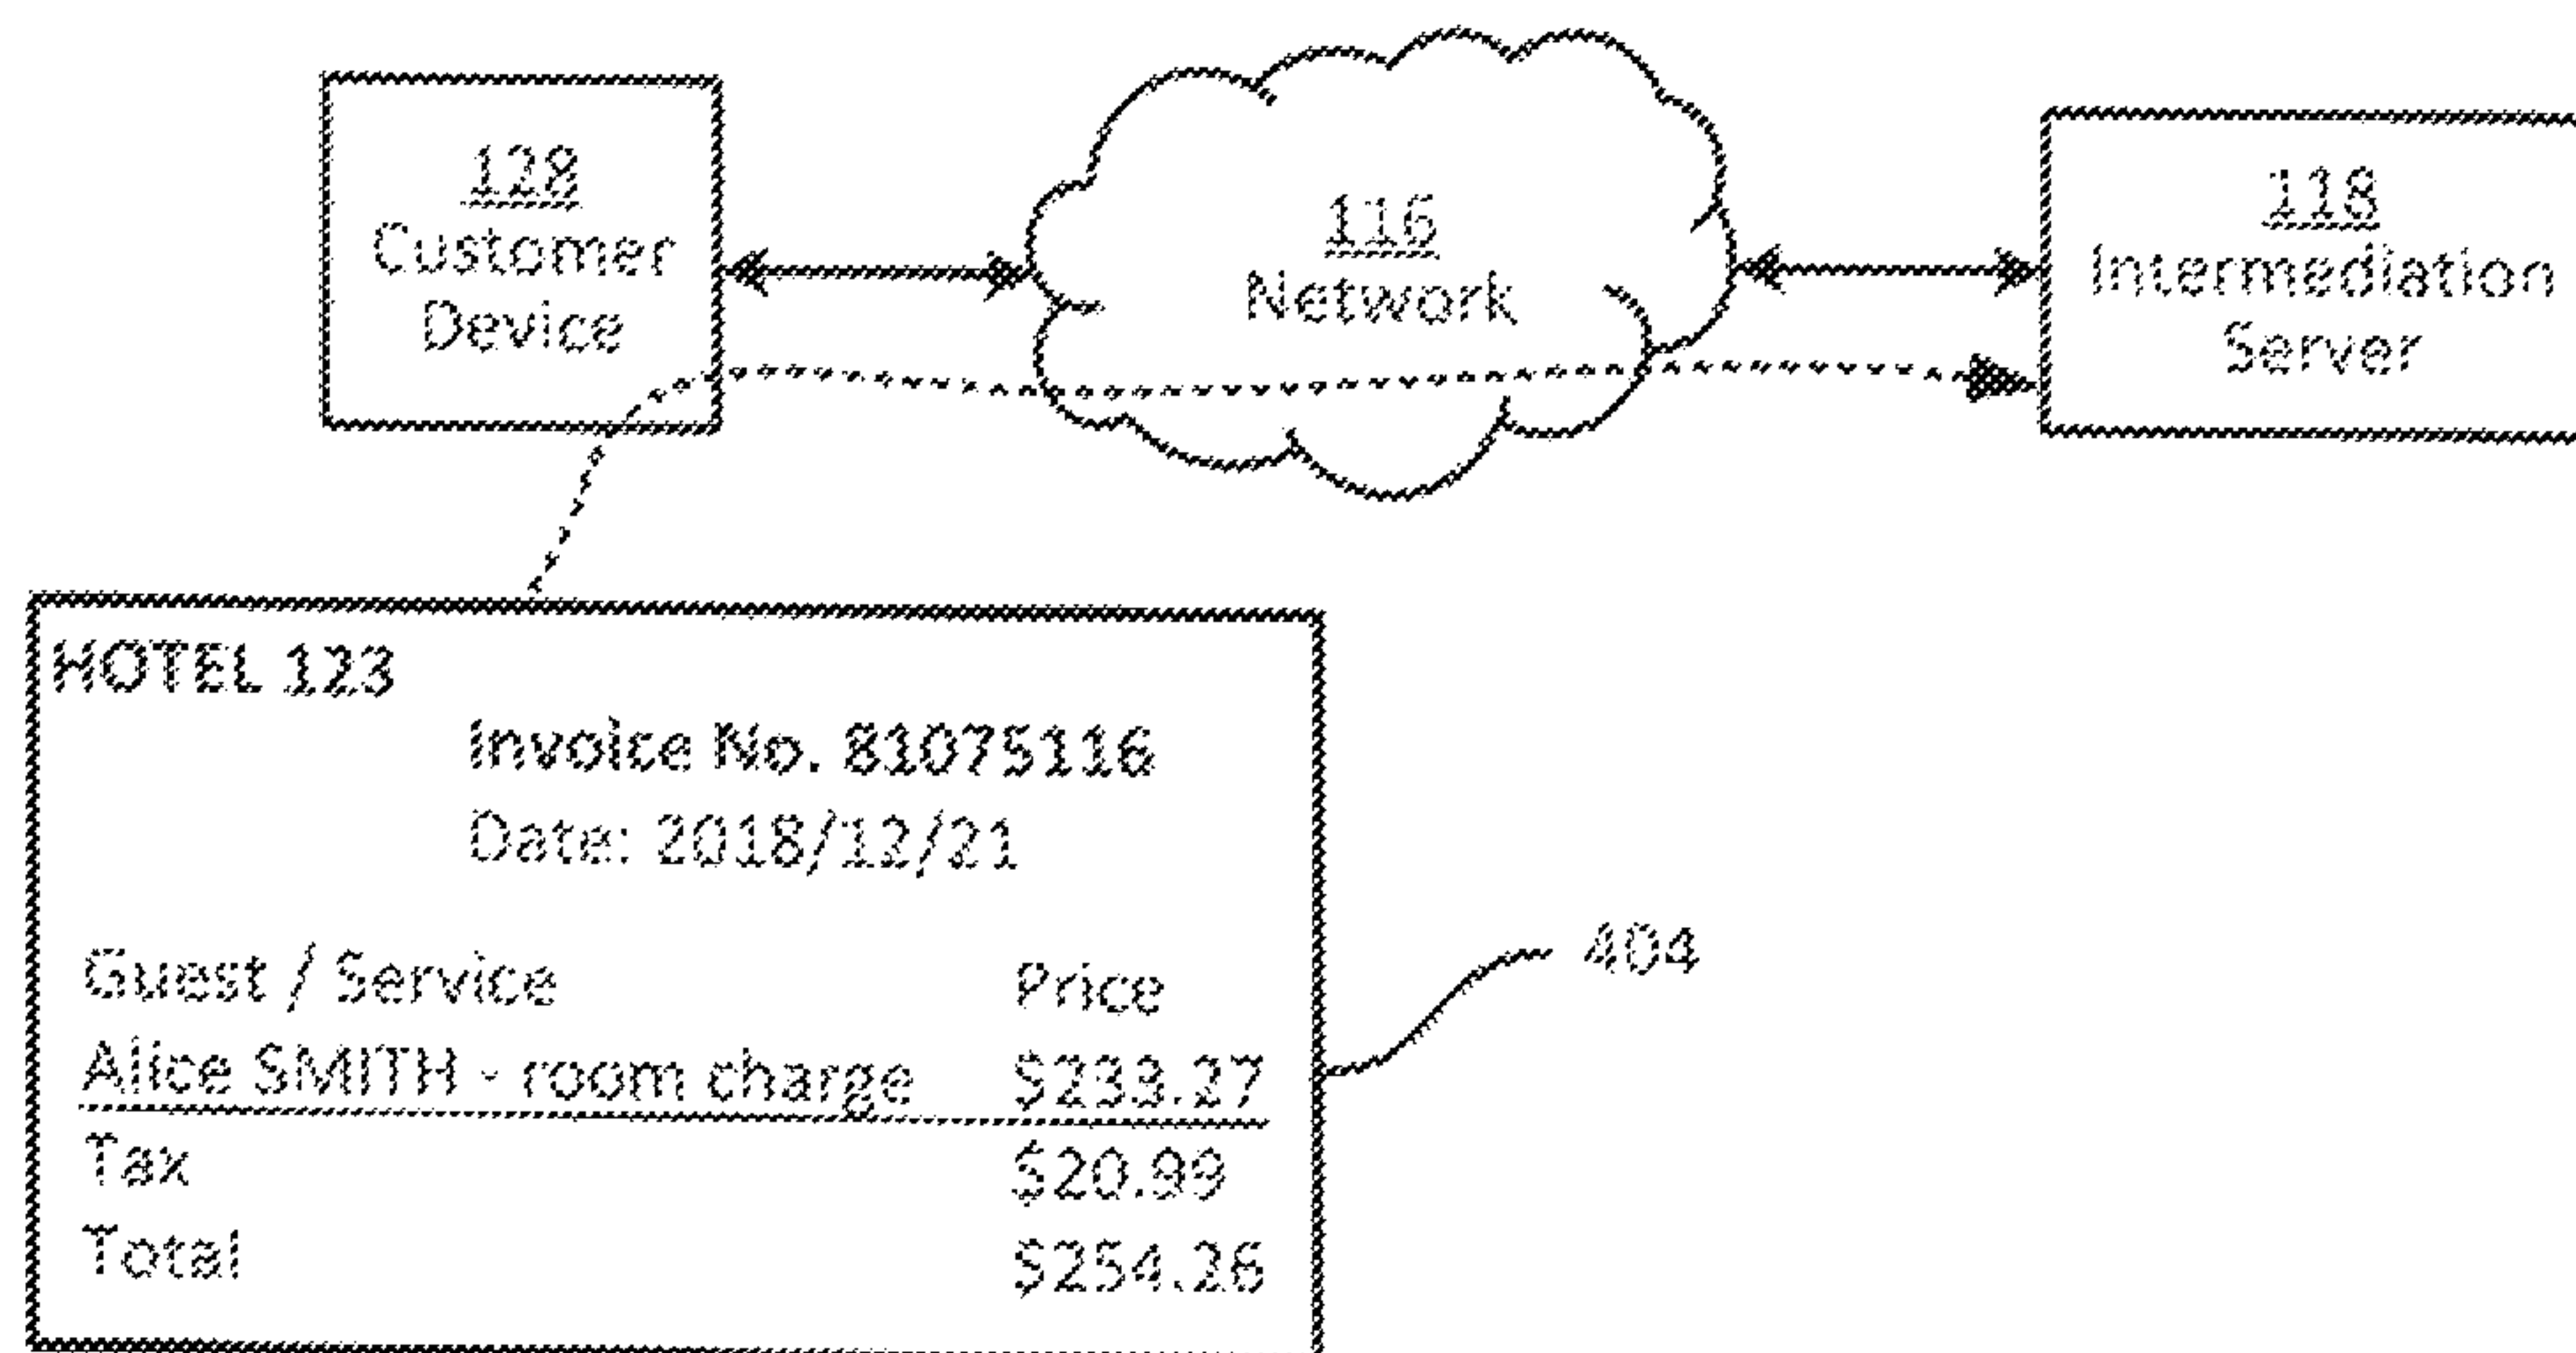 128
Customer
Device
116
Network
118
Intermediation
Server
HOTEL 123
Invoice No. 81075116
Date: 2018/12/21
Guest / Service Price
Alice SMITH - room charge $233.27
Tax $20.99
Total $254.26
404